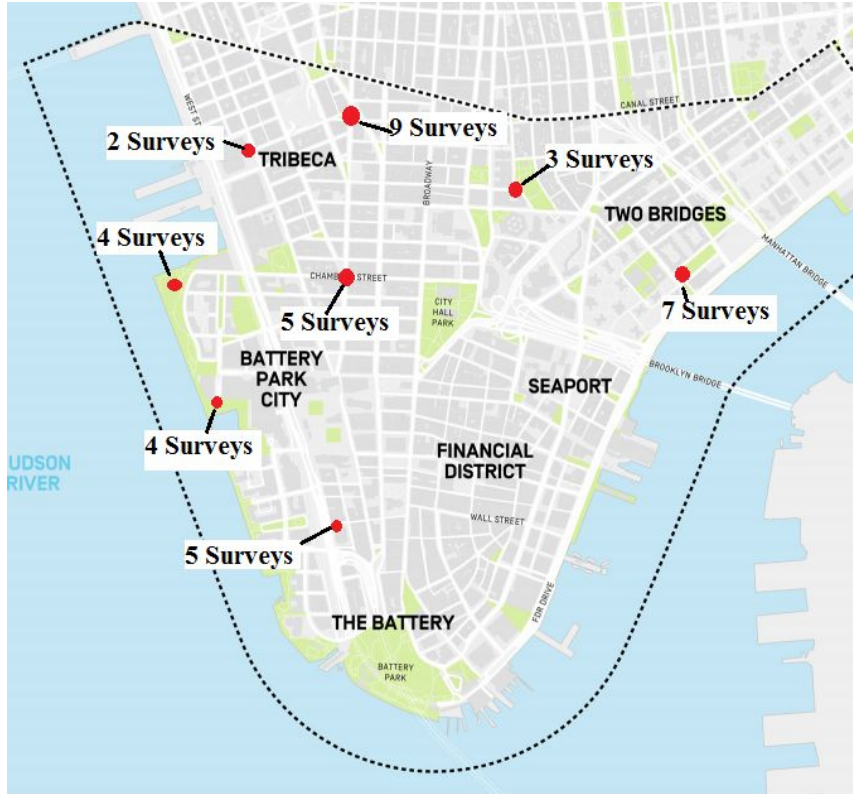 CANAL STREET
WEST ST
9 Surveys
2 Surveys
TRIBECA
3 Surveys
BROADWAY
TWO BRIDGES
4 Surveys
MANHATTAN BRIDGE
5 Surveys
7 Surveys
CITY
HALL
PARK
BATTERY
PARK
CITY
BROOKLYN BRIDGE
SEAPORT
4 Surveys
FINANCIAL
DISTRICT
UDSON
RIVER
WALL STREET
5 Surveys
FDR DRIVE
THE BATTERY
BATTERY
PARK